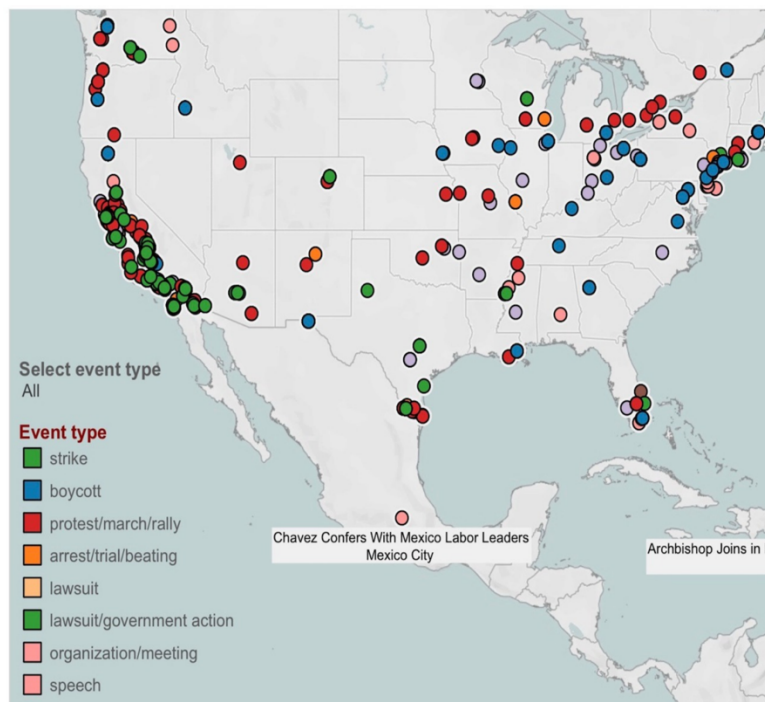 Select event type
All
Event type
strike
boycott
protest/march/rally
arrest/trial/beating
lawsuit
lawsuit/government action
organization/meeting
speech
Chavez Confers With Mexico Labor Leaders
Mexico City
Archbishop Joins in